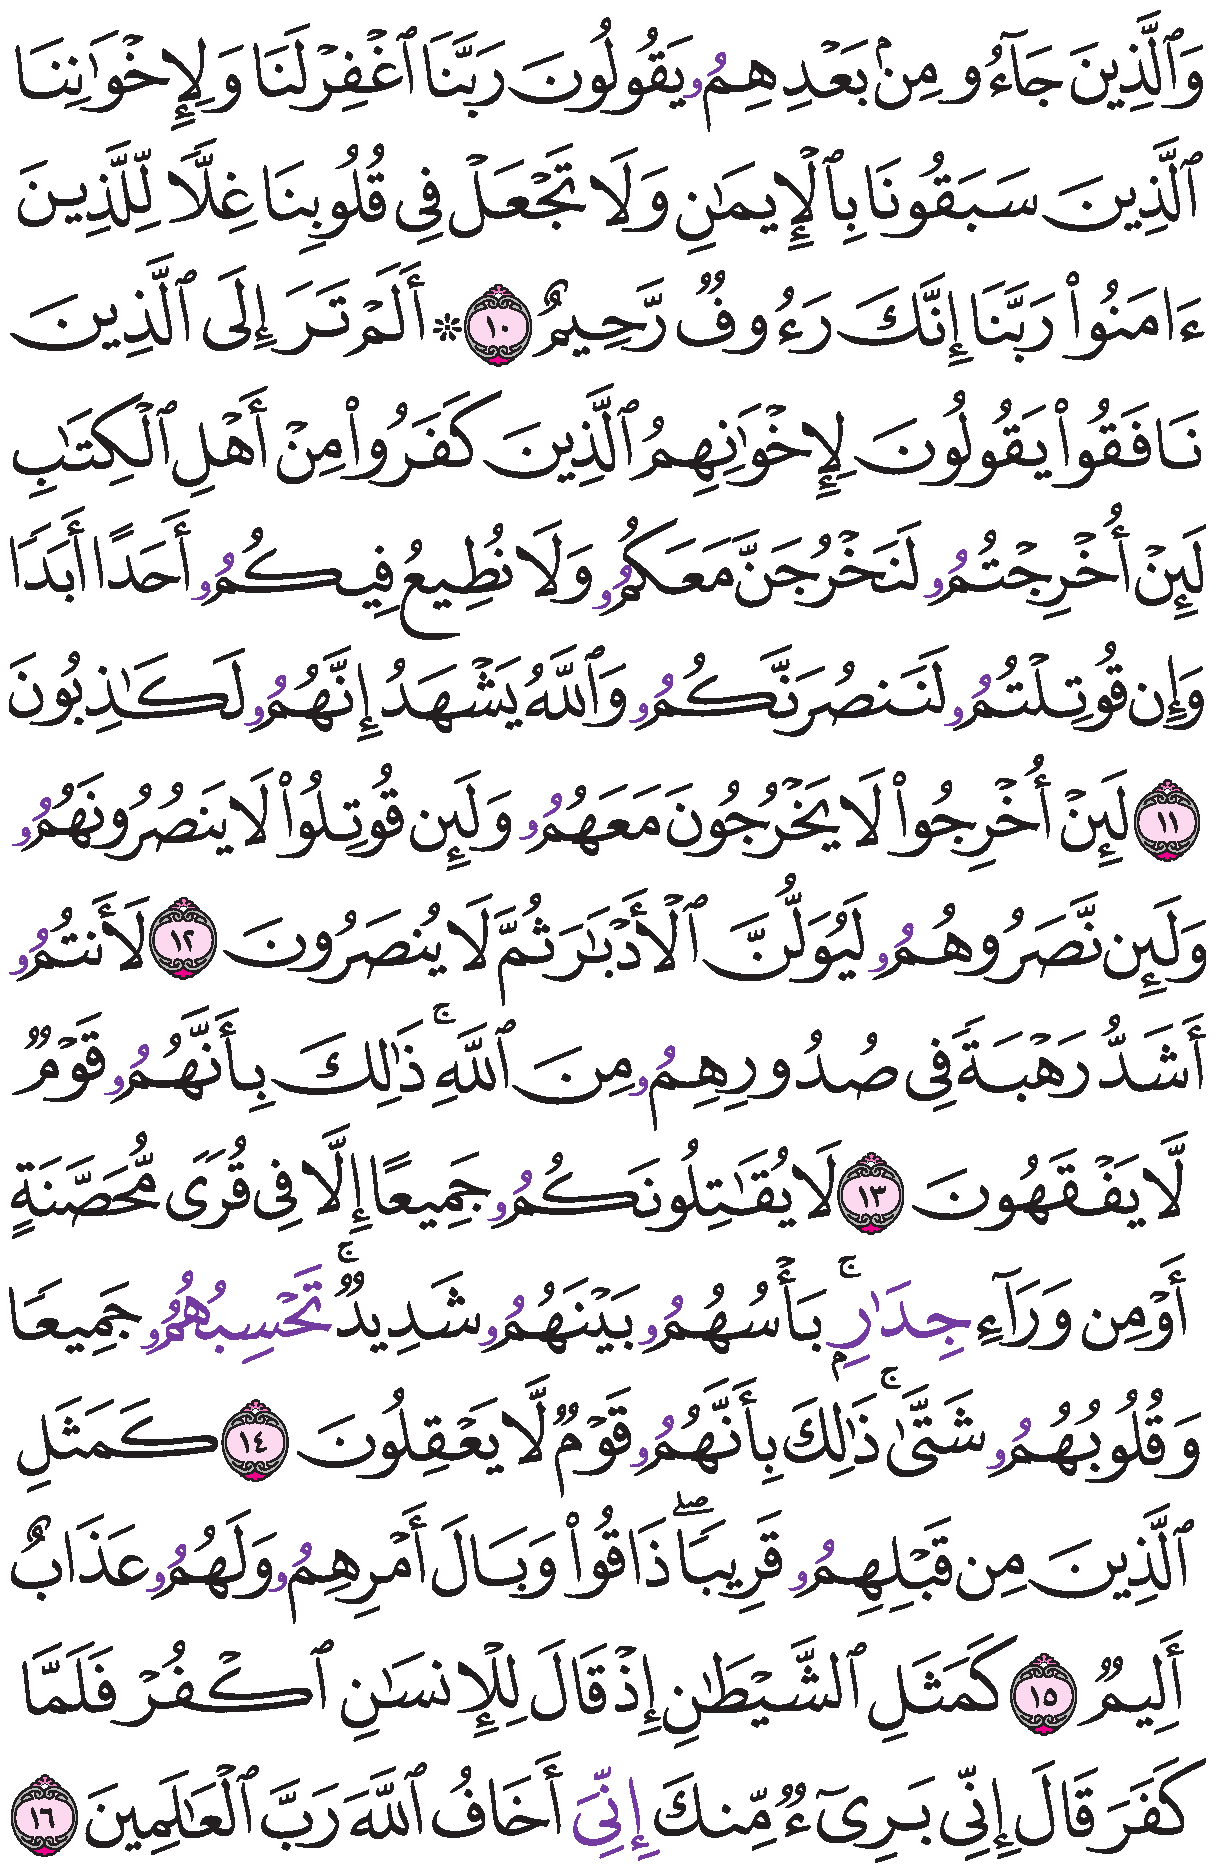 وَٱلَّذِينَ جَآءُو مِنۢ بَعۡدِهِمُۥ يَقُولُونَ رَبَّنَا ٱغۡفِرۡ لَنَا وَلِإِخۡوَٰنِنَا
ٱلَّذِينَ سَبَقُونَا بِٱلۡإِيمَٰنِ وَلَا تَجۡعَلۡ فِي قُلُوبِنَا غِلّٗا لِّلَّذِينَ
ءَامَنُواْ رَبَّنَآ إِنَّكَ رَءُوفٞ رَّحِيمٌ ١٠ ۞ أَلَمۡ تَرَ إِلَى ٱلَّذِينَ
نَافَقُواْ يَقُولُونَ لِإِخۡوَٰنِهِمُ ٱلَّذِينَ كَفَرُواْ مِنۡ أَهۡلِ ٱلۡكِتَٰبِ
لَئِنۡ أُخۡرِجۡتُمُۥ لَنَخۡرُجَنَّ مَعَكُمُۥ وَلَا نُطِيعُ فِيكُمُۥ أَحَدًا أَبَدٗا
وَإِن قُوتِلۡتُمُۥ لَنَنصُرَنَّكُمُۥ وَٱللَّهُ يَشۡهَدُ إِنَّهُمُۥ لَكَٰذِبُونَ
١١ لَئِنۡ أُخۡرِجُواْ لَا يَخۡرُجُونَ مَعَهُمُۥ وَلَئِن قُوتِلُواْ لَا يَنصُرُونَهُمُۥ
وَلَئِن نَّصَرُوهُمُۥ لَيُوَلُّنَّ ٱلۡأَدۡبَٰرَ ثُمَّ لَا يُنصَرُونَ ١٢ لَأَنتُمُۥ
أَشَدُّ رَهۡبَةٗ فِي صُدُورِهِمُۥ مِنَ ٱللَّهِۚ ذَٰلِكَ بِأَنَّهُمُۥ قَوۡمٞ
لَّا يَفۡقَهُونَ ١٣ لَا يُقَٰتِلُونَكُمُۥ جَمِيعًا إِلَّا فِي قُرٗى مُّحَصَّنَةٍ
أَوۡ مِن وَرَآءِ جِدَٰرِۭۚ بَأۡسُهُمُۥ بَيۡنَهُمُۥ شَدِيدٞۚ تَحۡسِبُهُمُۥ جَمِيعٗا
وَقُلُوبُهُمُۥ شَتَّىٰۚ ذَٰلِكَ بِأَنَّهُمُۥ قَوۡمٞ لَّا يَعۡقِلُونَ ١٤ كَمَثَلِ
ٱلَّذِينَ مِن قَبۡلِهِمُۥ قَرِيبٗاۖ ذَاقُواْ وَبَالَ أَمۡرِهِمُۥ وَلَهُمُۥ عَذَابٌ
أَلِيمٞ ١٥ كَمَثَلِ ٱلشَّيۡطَٰنِ إِذۡ قَالَ لِلۡإِنسَٰنِ ٱكۡفُرۡ فَلَمَّا
كَفَرَ قَالَ إِنِّي بَرِيٓءٞ مِّنكَ إِنِّيَ أَخَافُ ٱللَّهَ رَبَّ ٱلۡعَٰلَمِينَ ١٦